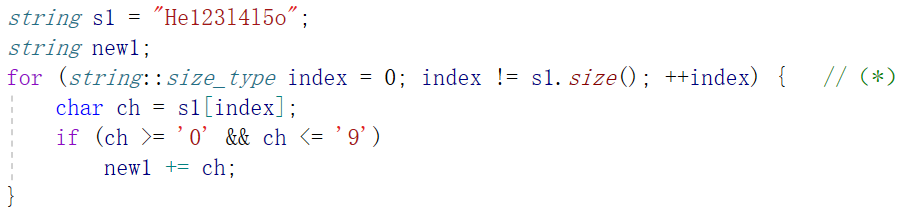 string s1 = "He123l4l5o";
string new1;
for (string::size_type index = 0; index != s1.size(); ++index) {   // (*)
    char ch = s1[index];
    if (ch >= '0' && ch <= '9')
        new1 += ch;
}